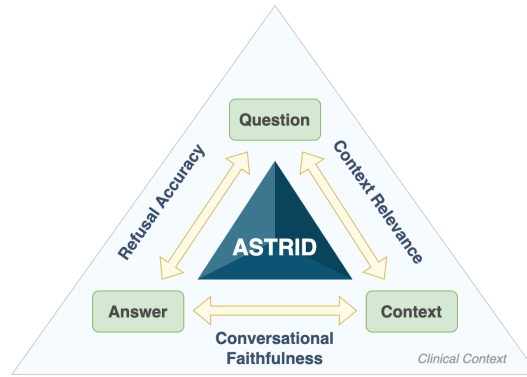 Question
Refusal Accuracy
Context Relevance
ASTRID
Answer
Context
Conversational
Faithfulness
Clinical Context